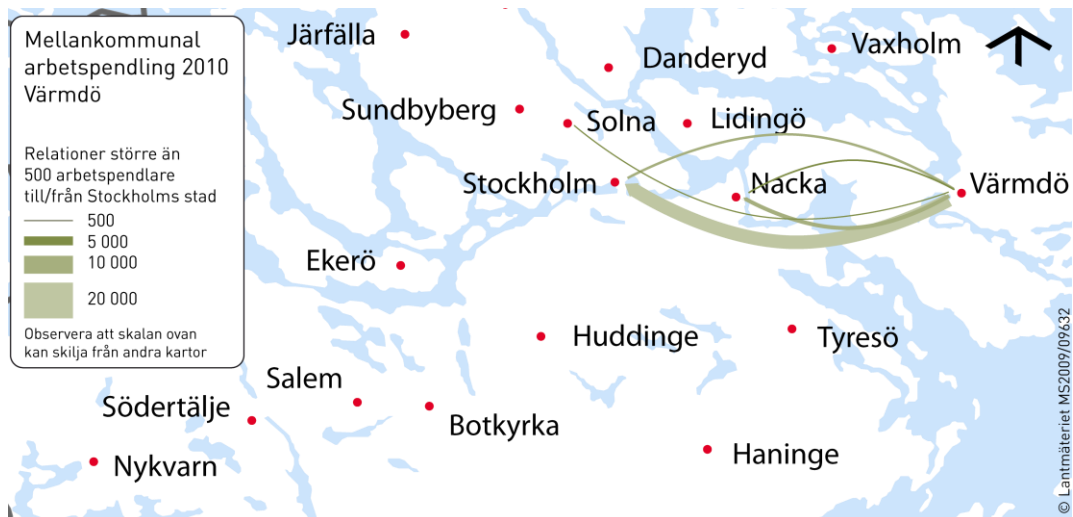 Mellankommunal
arbetspendling 2010
Värmdö
Relationer större än
500 arbetspendlare
till/från Stockholms stad
500
5 000
10 000
20 000
Observera att skalan ovan
kan skilja från andra kartor
Järfälla
Vaxholm
Danderyd
Sundbyberg
Solna
Lidingö
Stockholm
Nacka
Värmdö
Ekerö
Huddinge
Tyresö
Salem
Södertälje
Botkyrka
Haninge
Nykvarn
© Lantmäteriet MS2009/09632